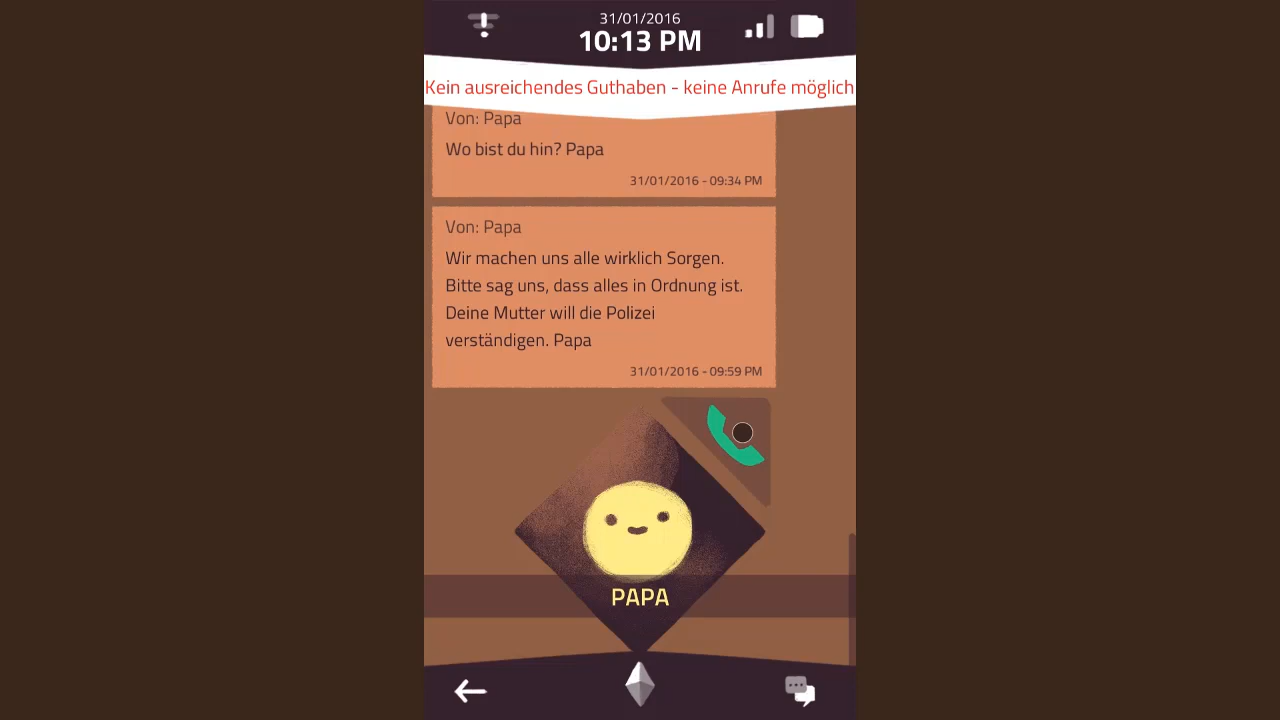 31/01/2016
10:13 PM
Kein ausreichendes Guthaben - keine Anrufe möglich
Von: Papa
Wo bist du hin? Papa
31/01/2016 - 09:34 PM
Von: Papa
Wir machen uns alle wirklich Sorgen.
Bitte sag uns, dass alles in Ordnung ist.
Deine Mutter will die Polizei
verständigen. Papa
31/01/2016 - 09:59 PM
PAPA